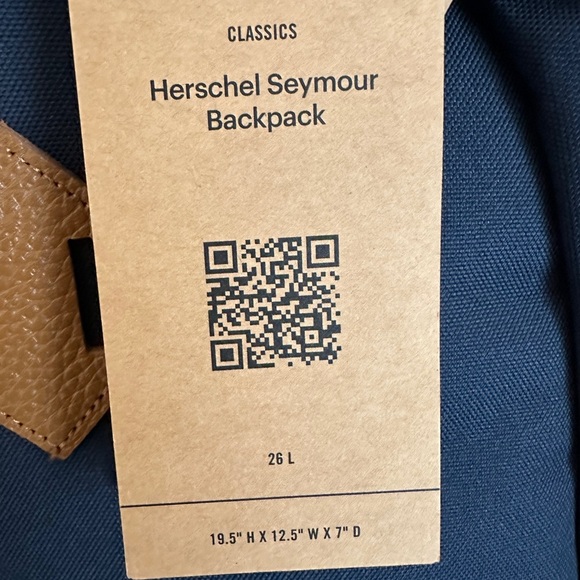 CLASSICS
Herschel Seymour
Backpack
26 L
19.5" H X 12.5" W X 7" D